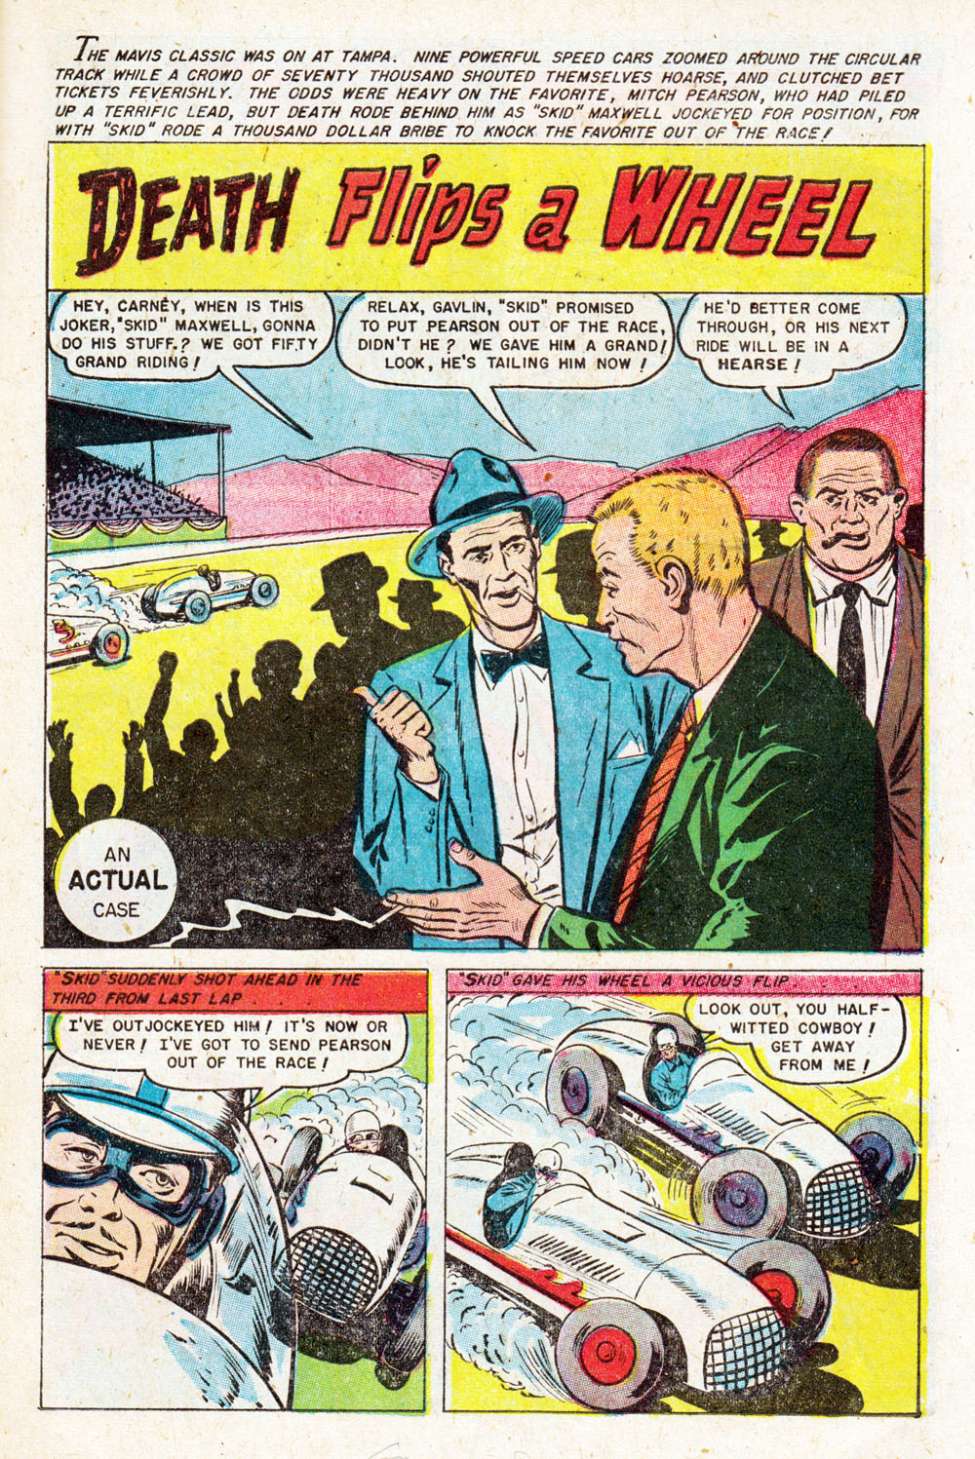 THE MAVIS CLASSIC WAS ON AT TAMPA. NINE POWERFUL SPEED CARS ZOOMED AROUND THE CIRCULAR
TRACK WHILE A CROWD OF SEVENTY THOUSAND SHOUTED THEMSELVES HOARSE, AND CLUTCHED BET
TICKETS FEVERISHLY. THE ODDS WERE HEAVY ON THE FAVORITE, MITCH PEARSON, WHO HAD PILED
UP A TERRIFIC LEAD, BUT DEATH RODE BEHIND HIM AS "SKID" MAXWELL JOCKEYED FOR POSITION, FOR
WITH "SKID" RODE A THOUSAND DOLLAR BRIBE TO KNOCK THE FAVORITE OUT OF THE RACE!
DEATH Flips a WHEEL
HEY, CARNEY, WHEN IS THIS
JOKER, "SKID" MAXWELL, GONNA
DO HIS STUFF? WE GOT FIFTY
GRAND RIDING!
RELAX, GAVLIN, "SKID" PROMISED
TO PUT PEARSON OUT OF THE RACE,
DIDN'T HE? WE GAVE HIM A GRAND!
LOOK, HE'S TAILING HIM NOW!
HE'D BETTER COME
THROUGH, OR HIS NEXT
RIDE WILL BE IN A
HEARSE!
AN
ACTUAL
CASE
"SKID" SUDDENLY SHOT AHEAD IN THE
THIRD FROM LAST LAP . . .
I'VE OUTJOCKEYED HIM! IT'S NOW OR
NEVER! I'VE GOT TO SEND PEARSON
OUT OF THE RACE!
"SKID" GAVE HIS WHEEL A VICIOUS FLIP . . .
LOOK OUT, YOU HALF-
WITTED COWBOY!
GET AWAY
FROM ME!